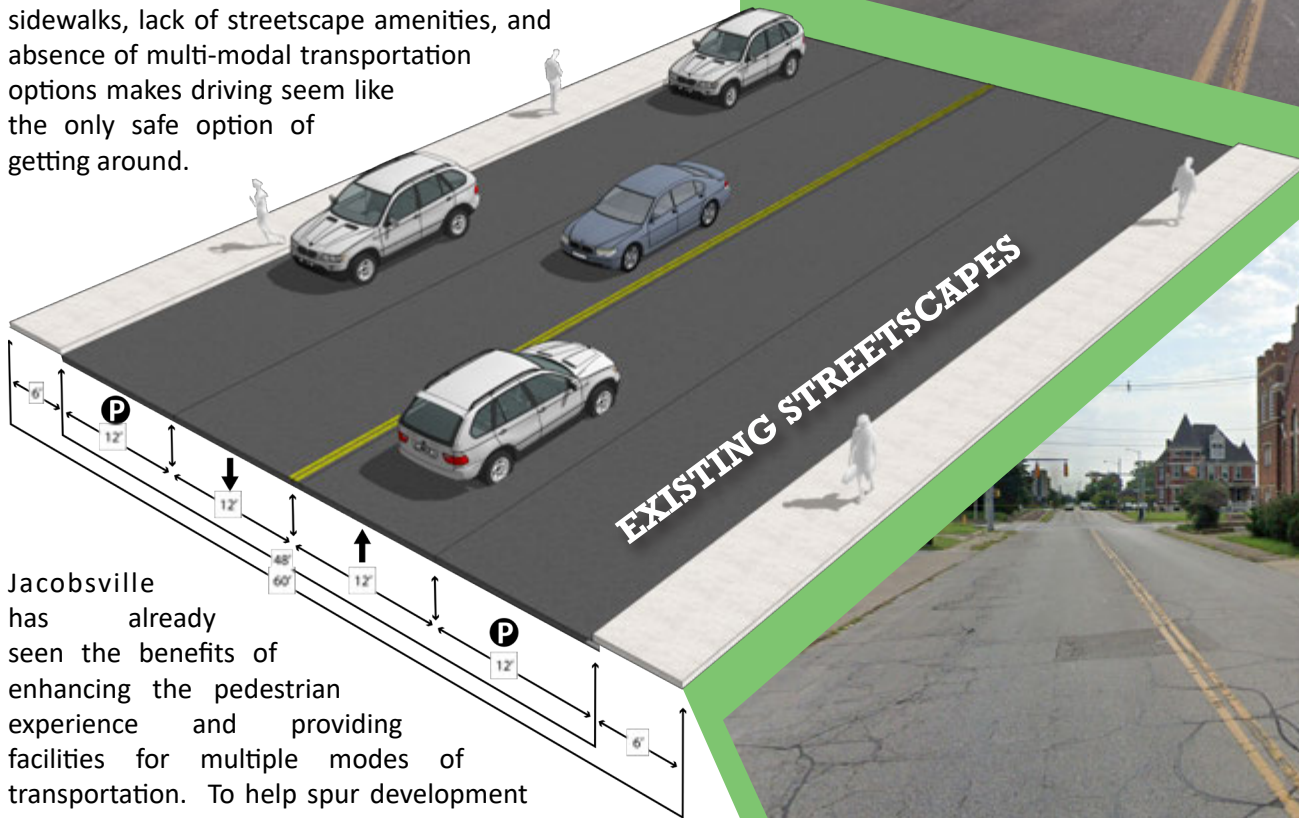 sidewalks, lack of streetscape amenities, and
absence of multi-modal transportation
options makes driving seem like
the only safe option of
getting around.
EXISTING STREETSCAPES
6'
P
12'
12'
48'
60'
12'
P
12'
6'
Jacobsville
has already
seen the benefits of
enhancing the pedestrian
experience and providing
facilities for multiple modes of
transportation. To help spur development